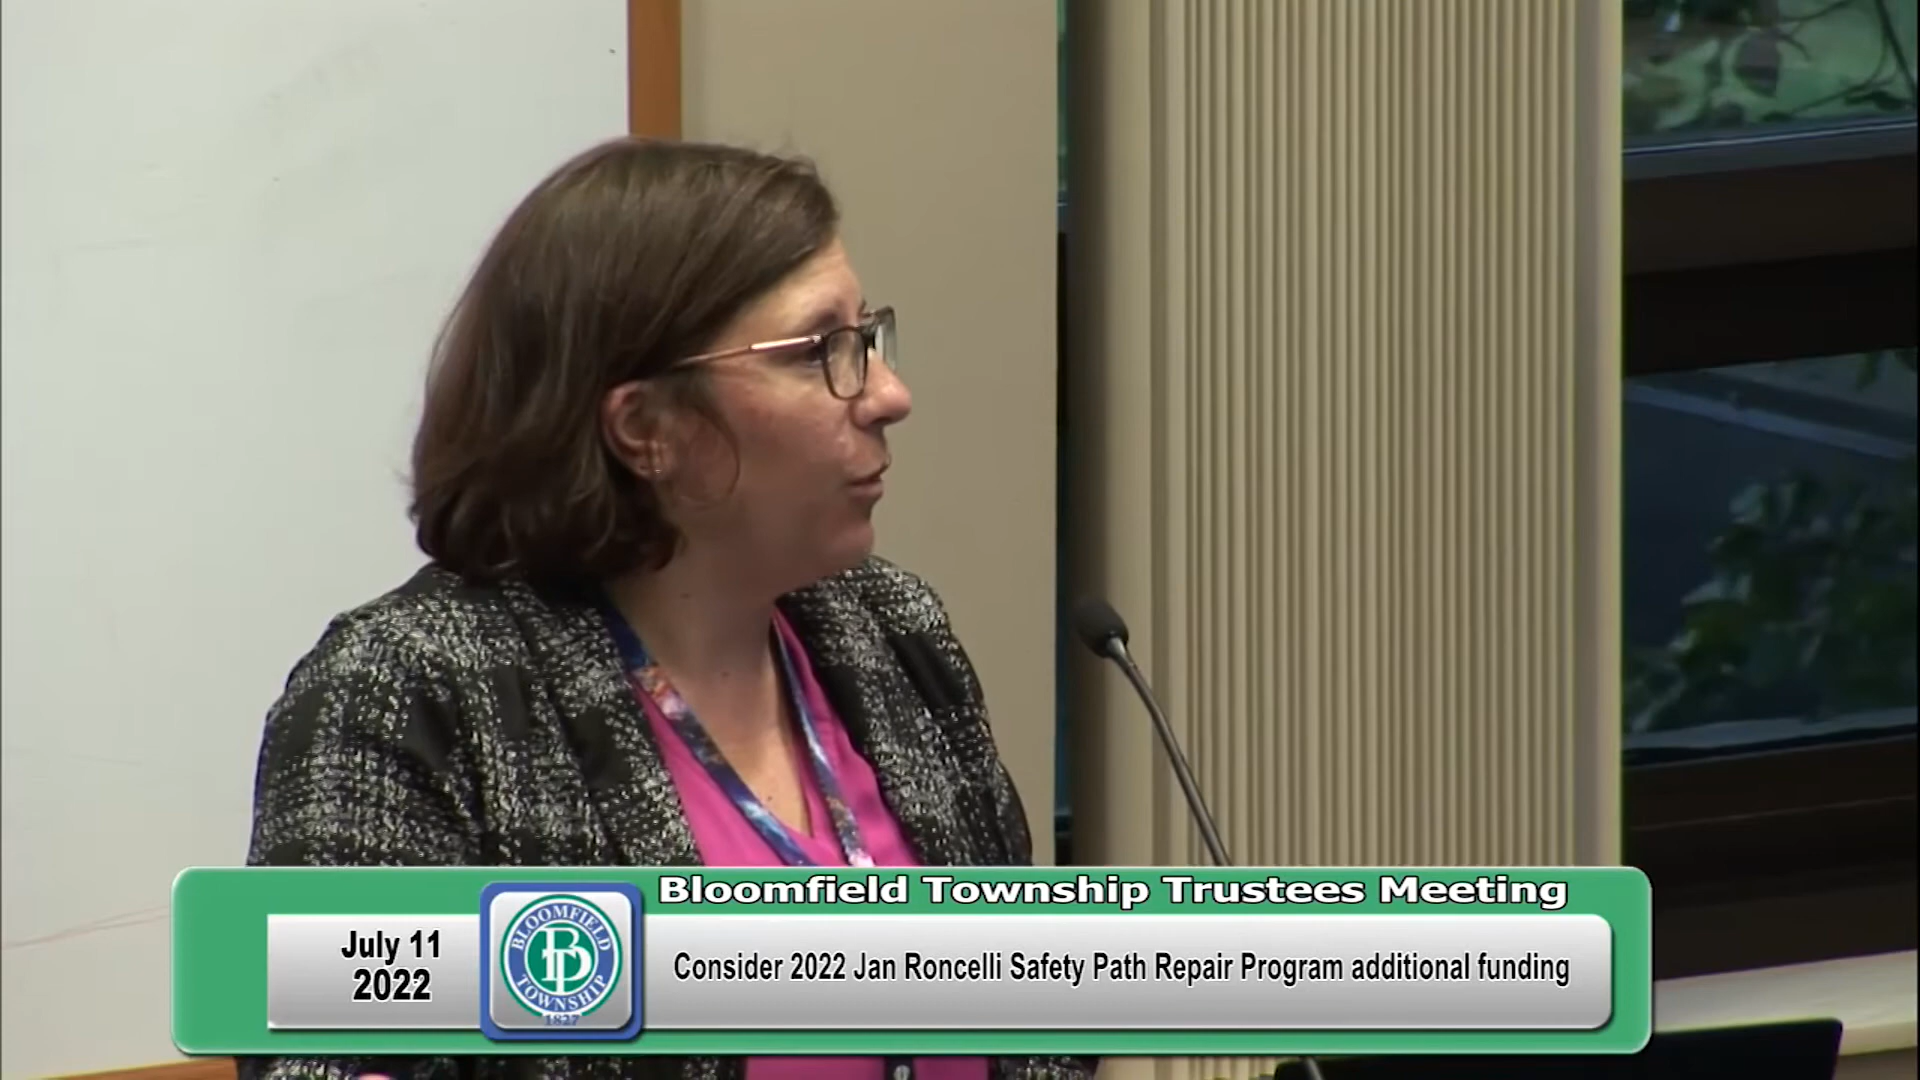 Bloomfield Township Trustees Meeting
July 11
2022
BLOOMFIELD
TOWNSHIP
1827
Consider 2022 Jan Roncelli Safety Path Repair Program additional funding